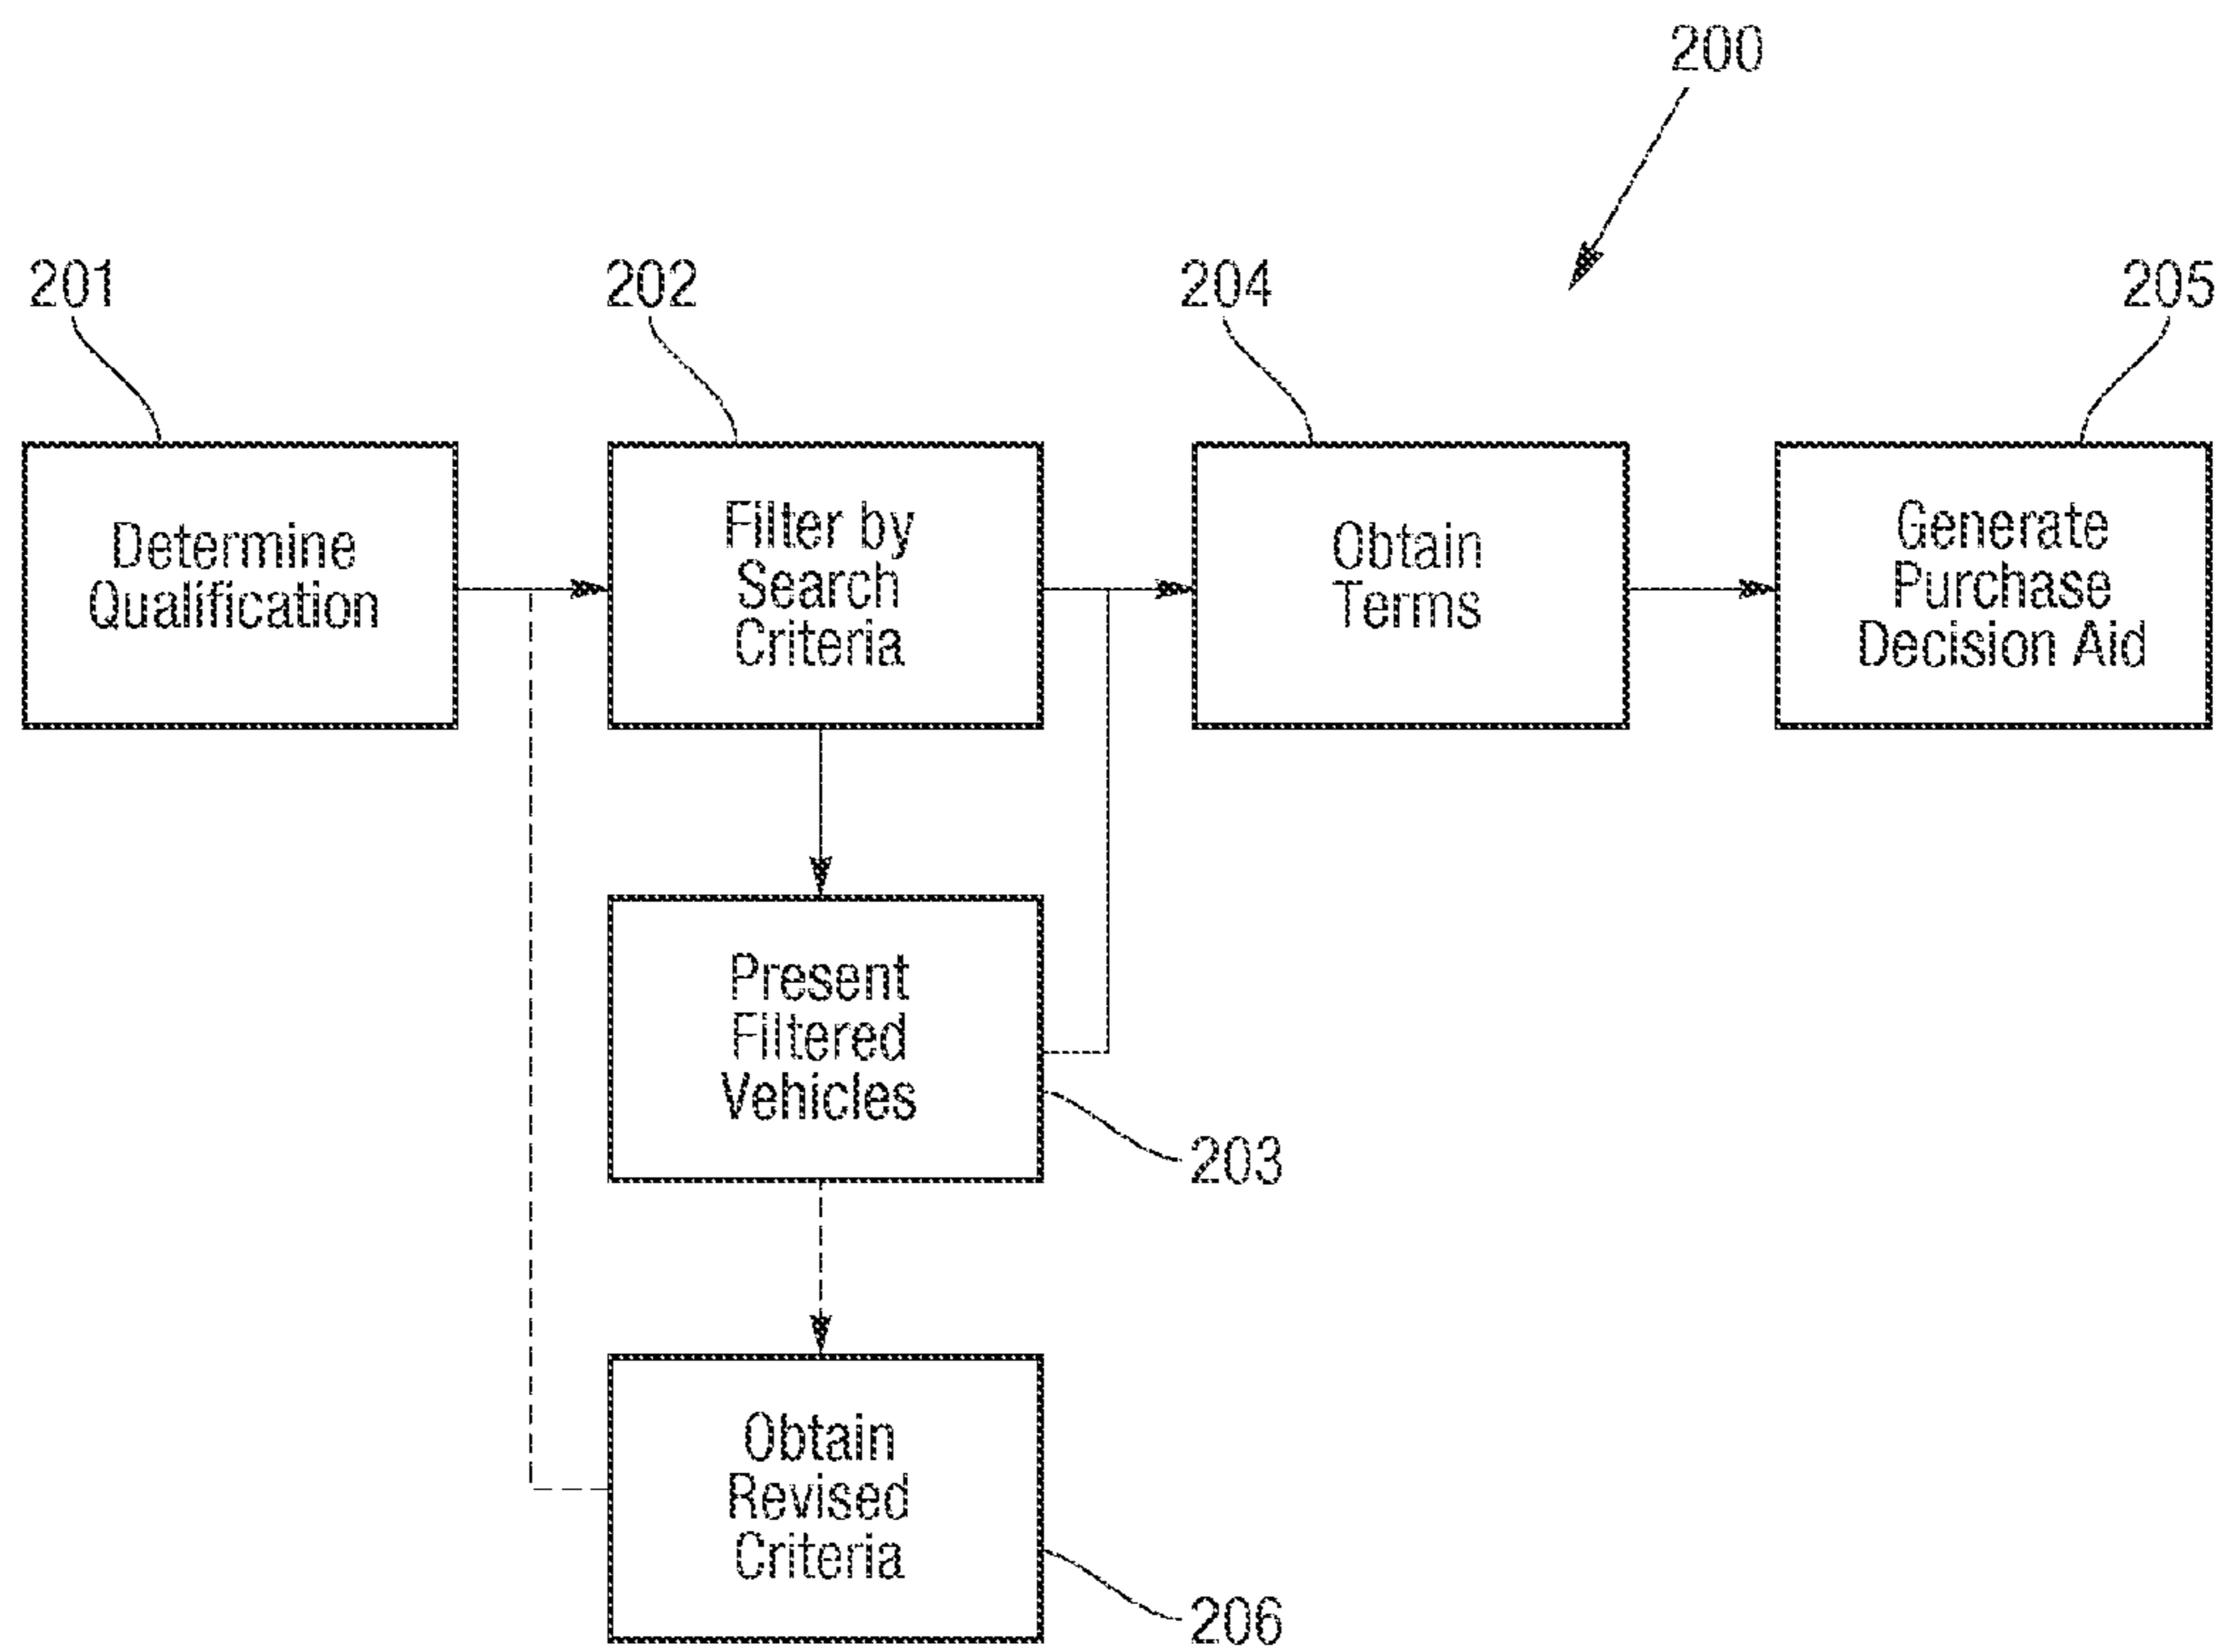 200
201
202
204
205
Determine
Qualification
Filter by
Search
Criteria
Obtain
Terms
Generate
Purchase
Decision Aid
Present
Filtered
Vehicles
203
Obtain
Revised
Criteria
206